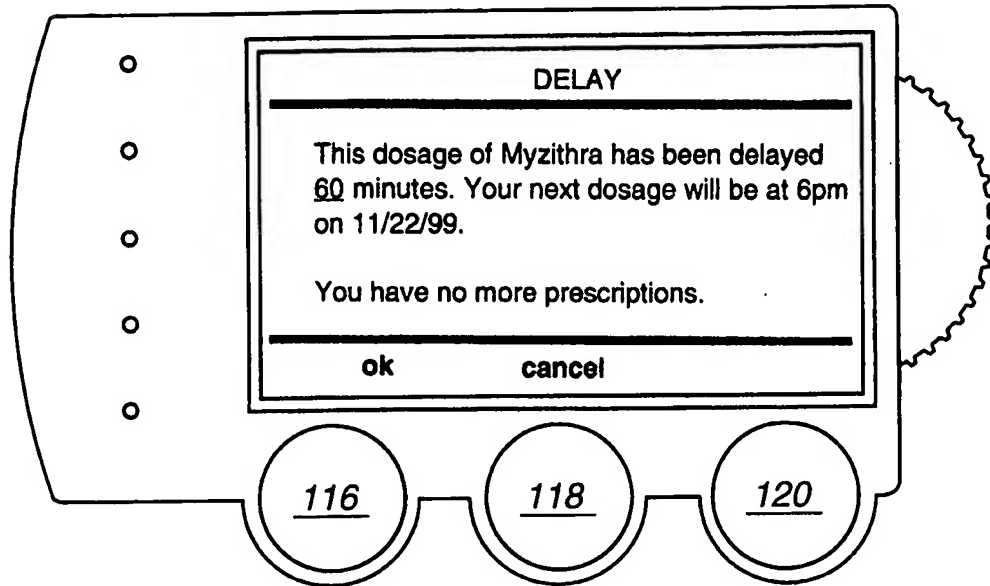 DELAY
This dosage of Myzithra has been delayed
60 minutes. Your next dosage will be at 6pm
on 11/22/99.
You have no more prescriptions.
ok cancel
116 118 120